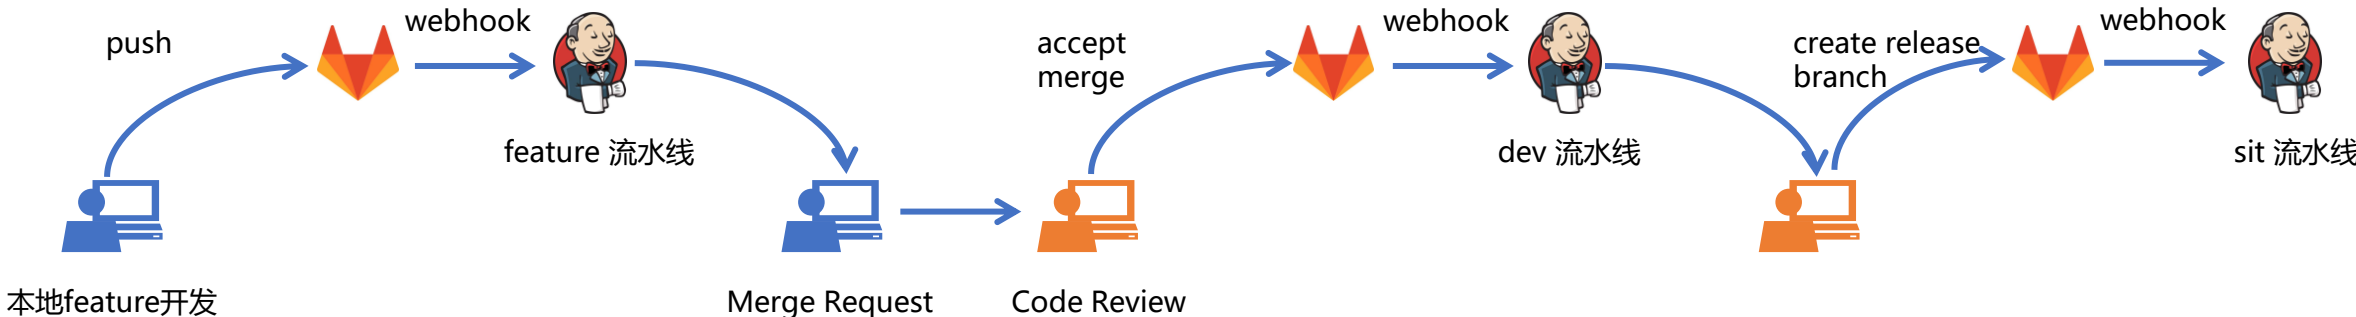 push
webhook
feature 流水线
accept
merge
webhook
dev 流水线
create release
branch
webhook
sit 流水线
本地feature开发
Merge Request
Code Review